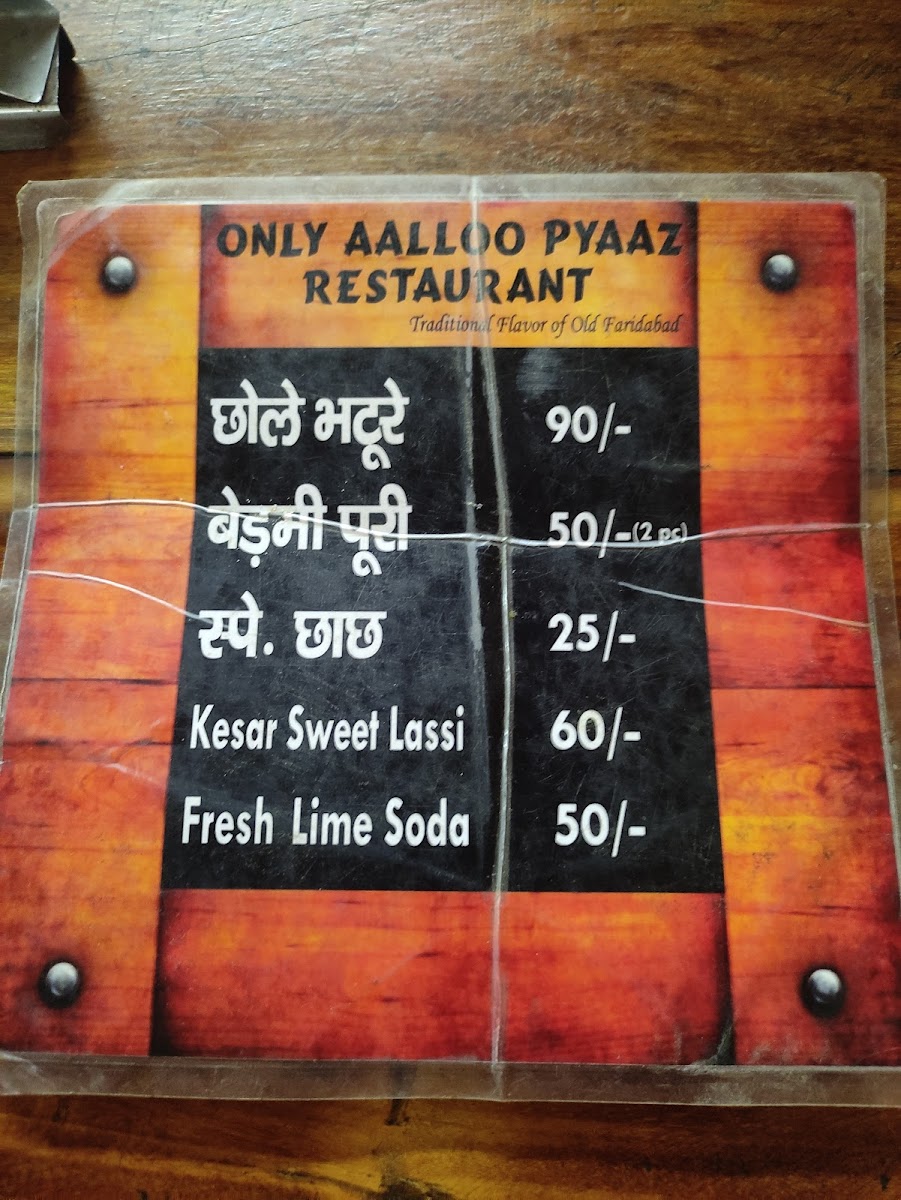 ONLY AALLOO PYAAZ
RESTAURANT
Traditional Flavor of Old Faridabad
छोले भटूरे 90/-
बेड़मी पूरी 50/-(2 pc)
स्पे. छाछ 25/-
Kesar Sweet Lassi 60/-
Fresh Lime Soda 50/-